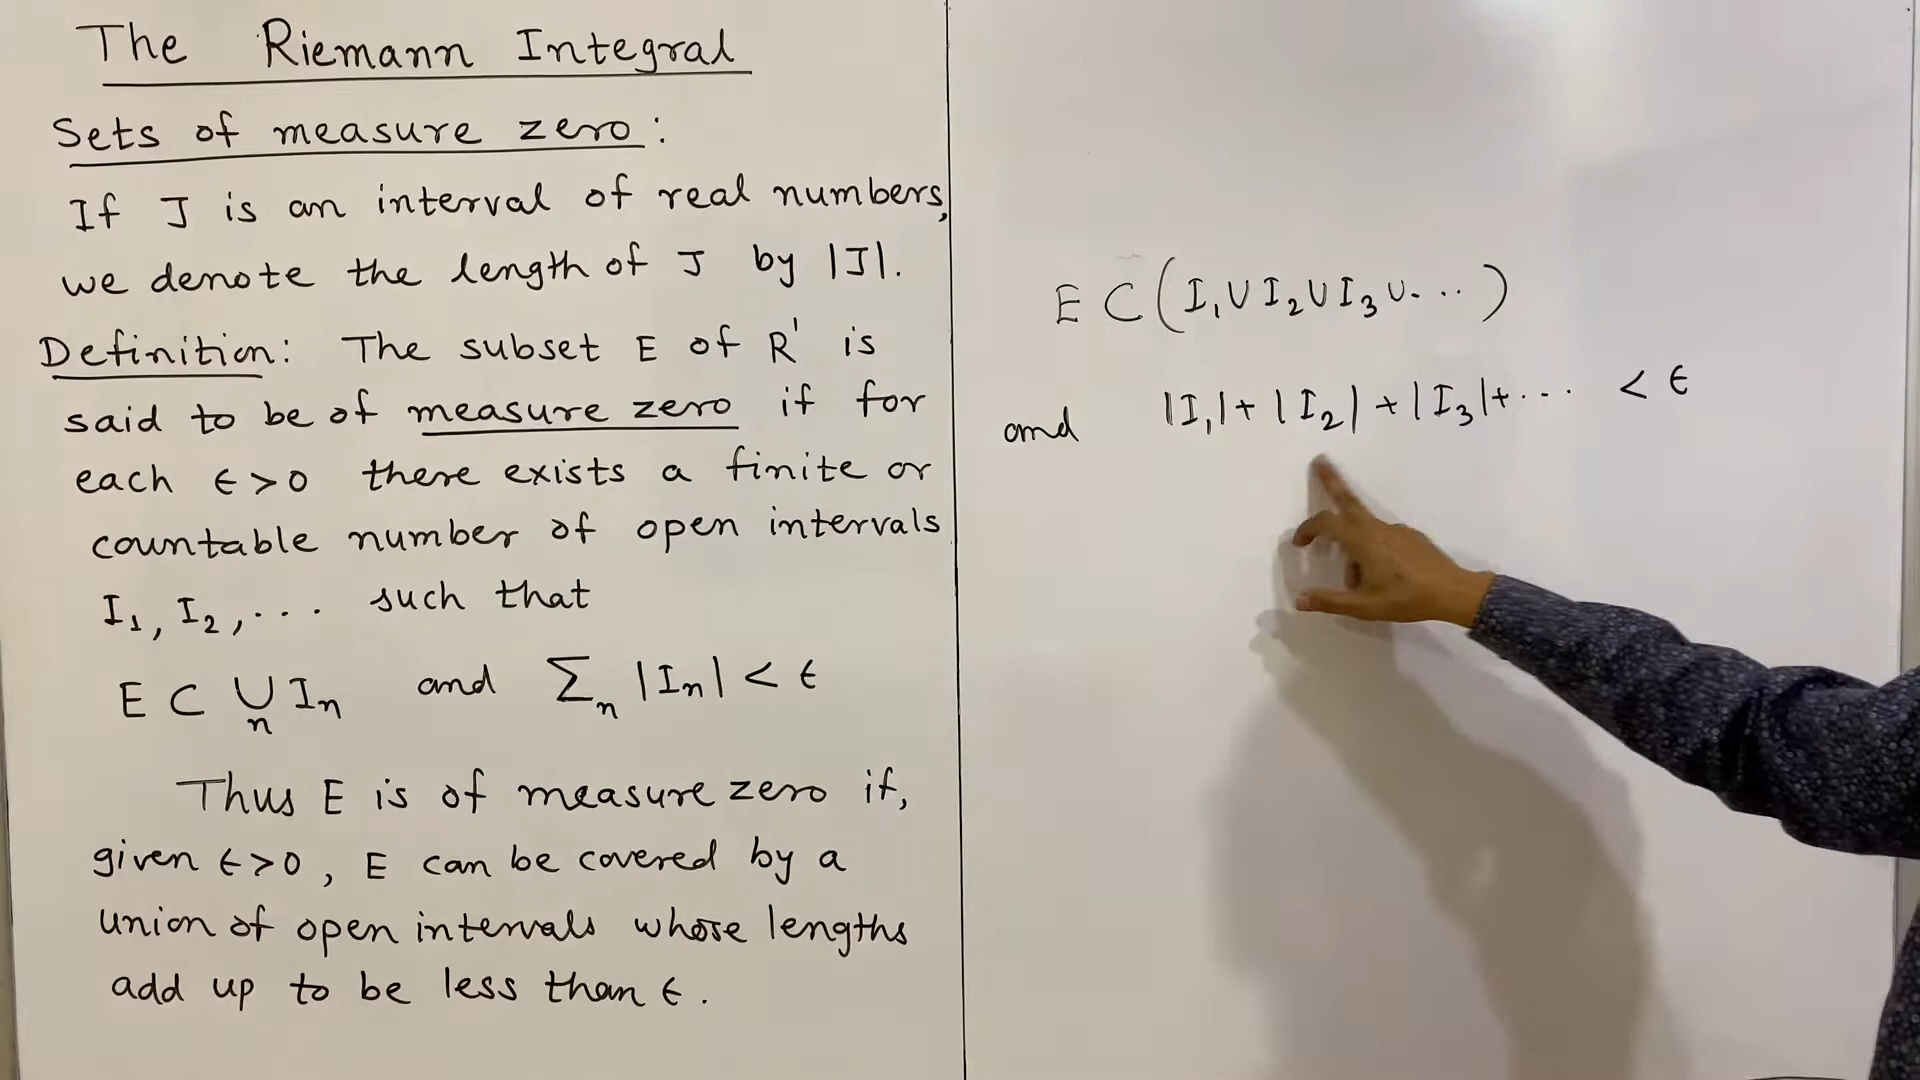 The Riemann Integral
Sets of measure zero:
If J is an interval of real numbers,
we denote the length of J by |J|.
Definition: The subset E of R' is
said to be of measure zero if for
each ϵ>0 there exists a finite or
countable number of open intervals
I₁, I₂, ... such that
E ⊂ ⋃ₙ Iₙ and ∑ₙ |Iₙ| < ϵ
Thus E is of measure zero if,
given ϵ>0, E can be covered by a
union of open intervals whose lengths
add up to be less than ϵ.
E ⊂ (I₁ ∪ I₂ ∪ I₃ ∪ ...)
and |I₁| + |I₂| + |I₃| + ... < ϵ